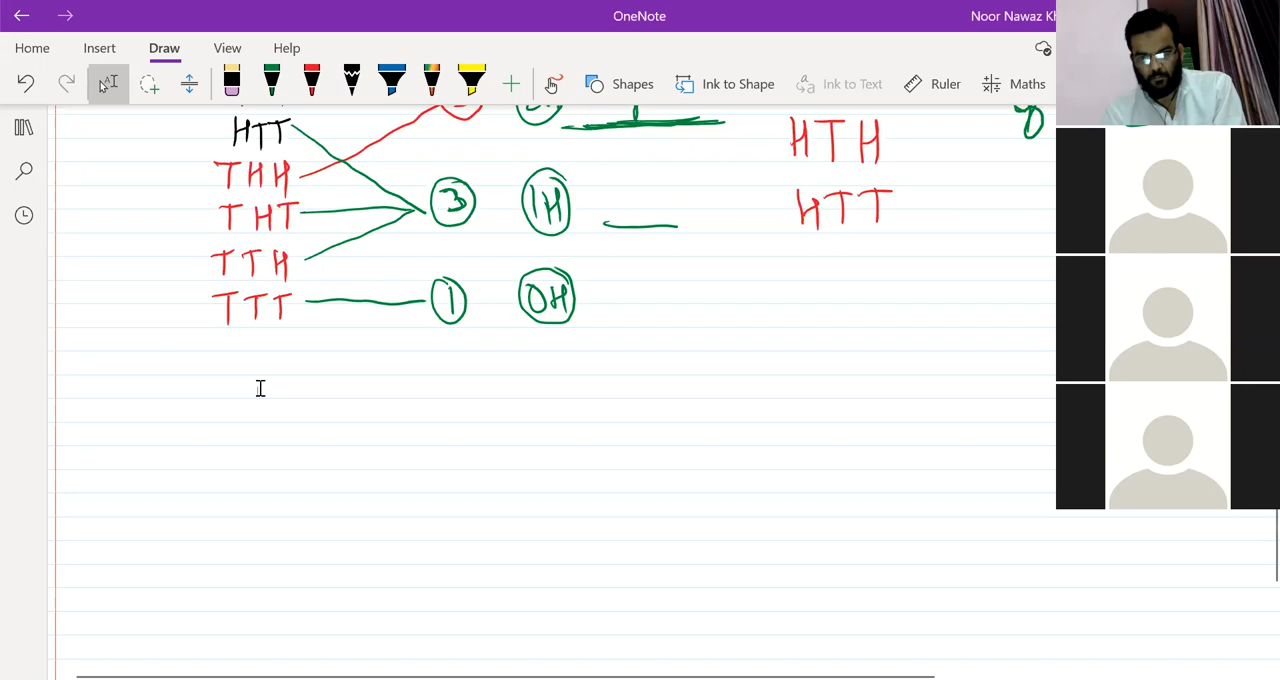 OneNote
Noor Nawaz Kh
Home Insert Draw View Help
Shapes Ink to Shape Ink to Text Ruler Maths
HTT
THH
THT
TTH
TTT
3 1H
1 0H
HTH
HTT